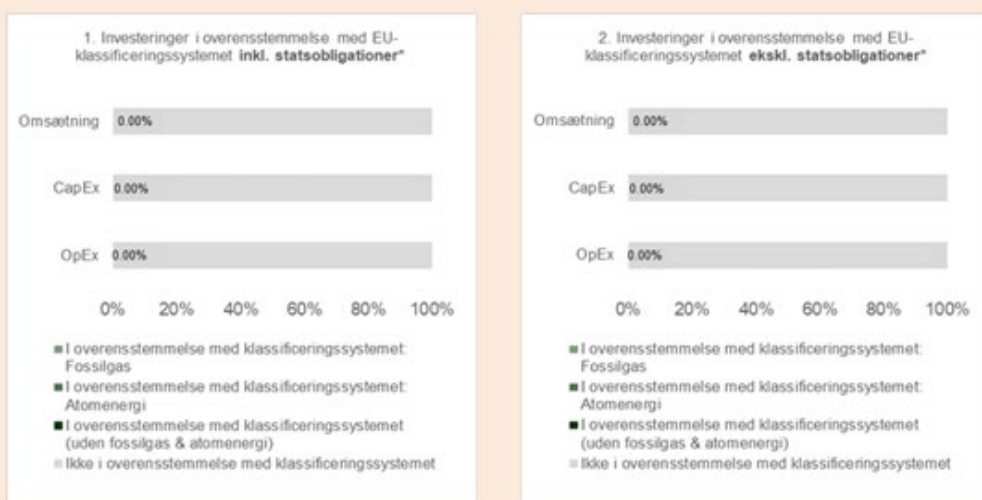 1. Investeringer i overensstemmelse med EU-
klassificeringssystemet inkl. statsobligationer*
Omsætning 0.00%
CapEx 0.00%
OpEx 0.00%
0% 20% 40% 60% 80% 100%
I overensstemmelse med klassificeringssystemet:
Fossilgas
I overensstemmelse med klassificeringssystemet:
Atomenergi
I overensstemmelse med klassificeringssystemet
(uden fossilgas & atomenergi)
Ikke i overensstemmelse med klassificeringssystemet
2. Investeringer i overensstemmelse med EU-
klassificeringssystemet ekskl. statsobligationer*
Omsætning 0.00%
CapEx 0.00%
OpEx 0.00%
0% 20% 40% 60% 80% 100%
I overensstemmelse med klassificeringssystemet:
Fossilgas
I overensstemmelse med klassificeringssystemet:
Atomenergi
I overensstemmelse med klassificeringssystemet
(uden fossilgas & atomenergi)
Ikke i overensstemmelse med klassificeringssystemet